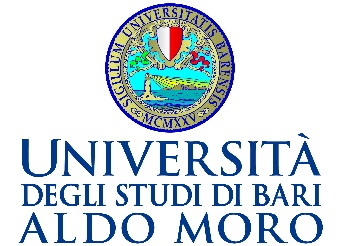 SIGILLUM UNIVERSITATIS BARENSIS
MCMXXV
UNIVERSITÀ
DEGLI STUDI DI BARI
ALDO MORO